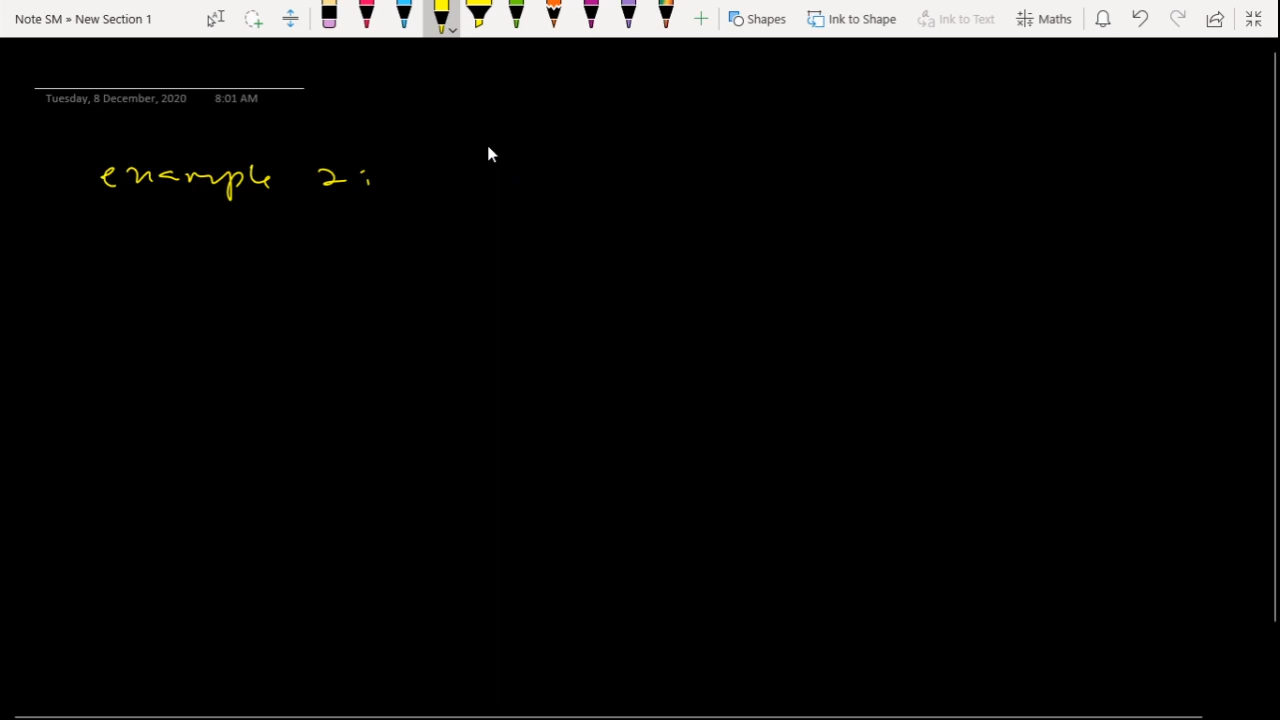 Note SM » New Section 1 Shapes Ink to Shape Ink to Text Maths
Tuesday, 8 December, 2020 8:01 AM
example 2: